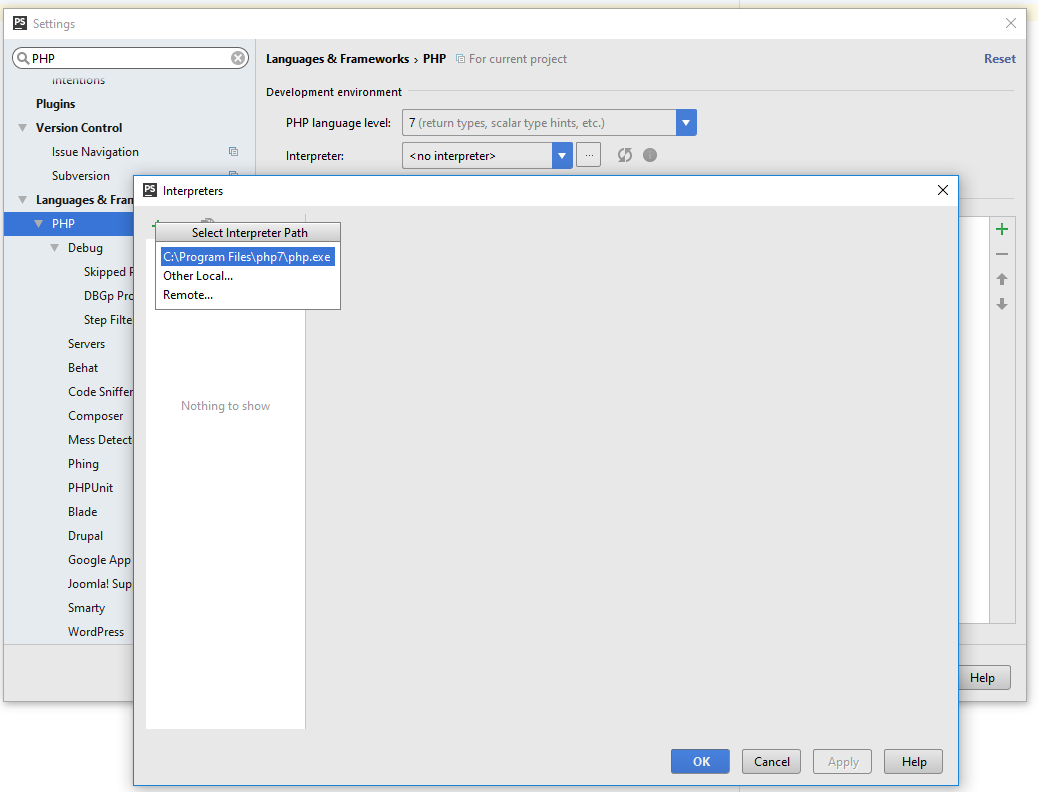 PS Settings
PHP
Languages & Frameworks › PHP For current project Reset
Intentions
Plugins
Version Control
Issue Navigation
Subversion
Languages & Fran
PHP
Debug
Skipped P
DBGp Pro
Step Filte
Servers
Behat
Code Sniffer
Composer
Mess Detect
Phing
PHPUnit
Blade
Drupal
Google App
Joomla! Sup
Smarty
WordPress
Development environment
PHP language level: 7 (return types, scalar type hints, etc.)
Interpreter: <no interpreter> ...
PS Interpreters
Select Interpreter Path
C:\Program Files\php7\php.exe
Other Local...
Remote...
Nothing to show
OK Cancel Apply Help
Help